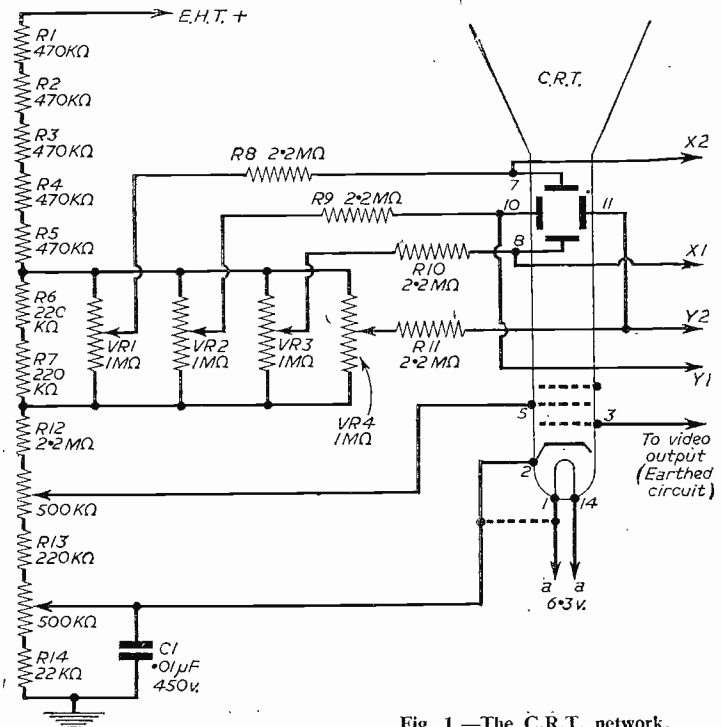 E.H.T. +
R1
470KΩ
R2
470KΩ
R3
470KΩ
R4
470KΩ
R5
470KΩ
R6
220
KΩ
R7
220
KΩ
R12
2·2MΩ
500KΩ
R13
220KΩ
500KΩ
R14
22KΩ
C1
·01µF
450v.
VR1
1MΩ
VR2
1MΩ
VR3
1MΩ
VR4
1MΩ
R8 2·2MΩ
R9 2·2MΩ
R10
2·2MΩ
R11
2·2MΩ
C.R.T.
7
10
11
8
5
3
2
1
14
X2
X1
Y2
Y1
To video
output
(Earthed
circuit)
a a
6·3v.
Fig. 1.—The C.R.T. network.